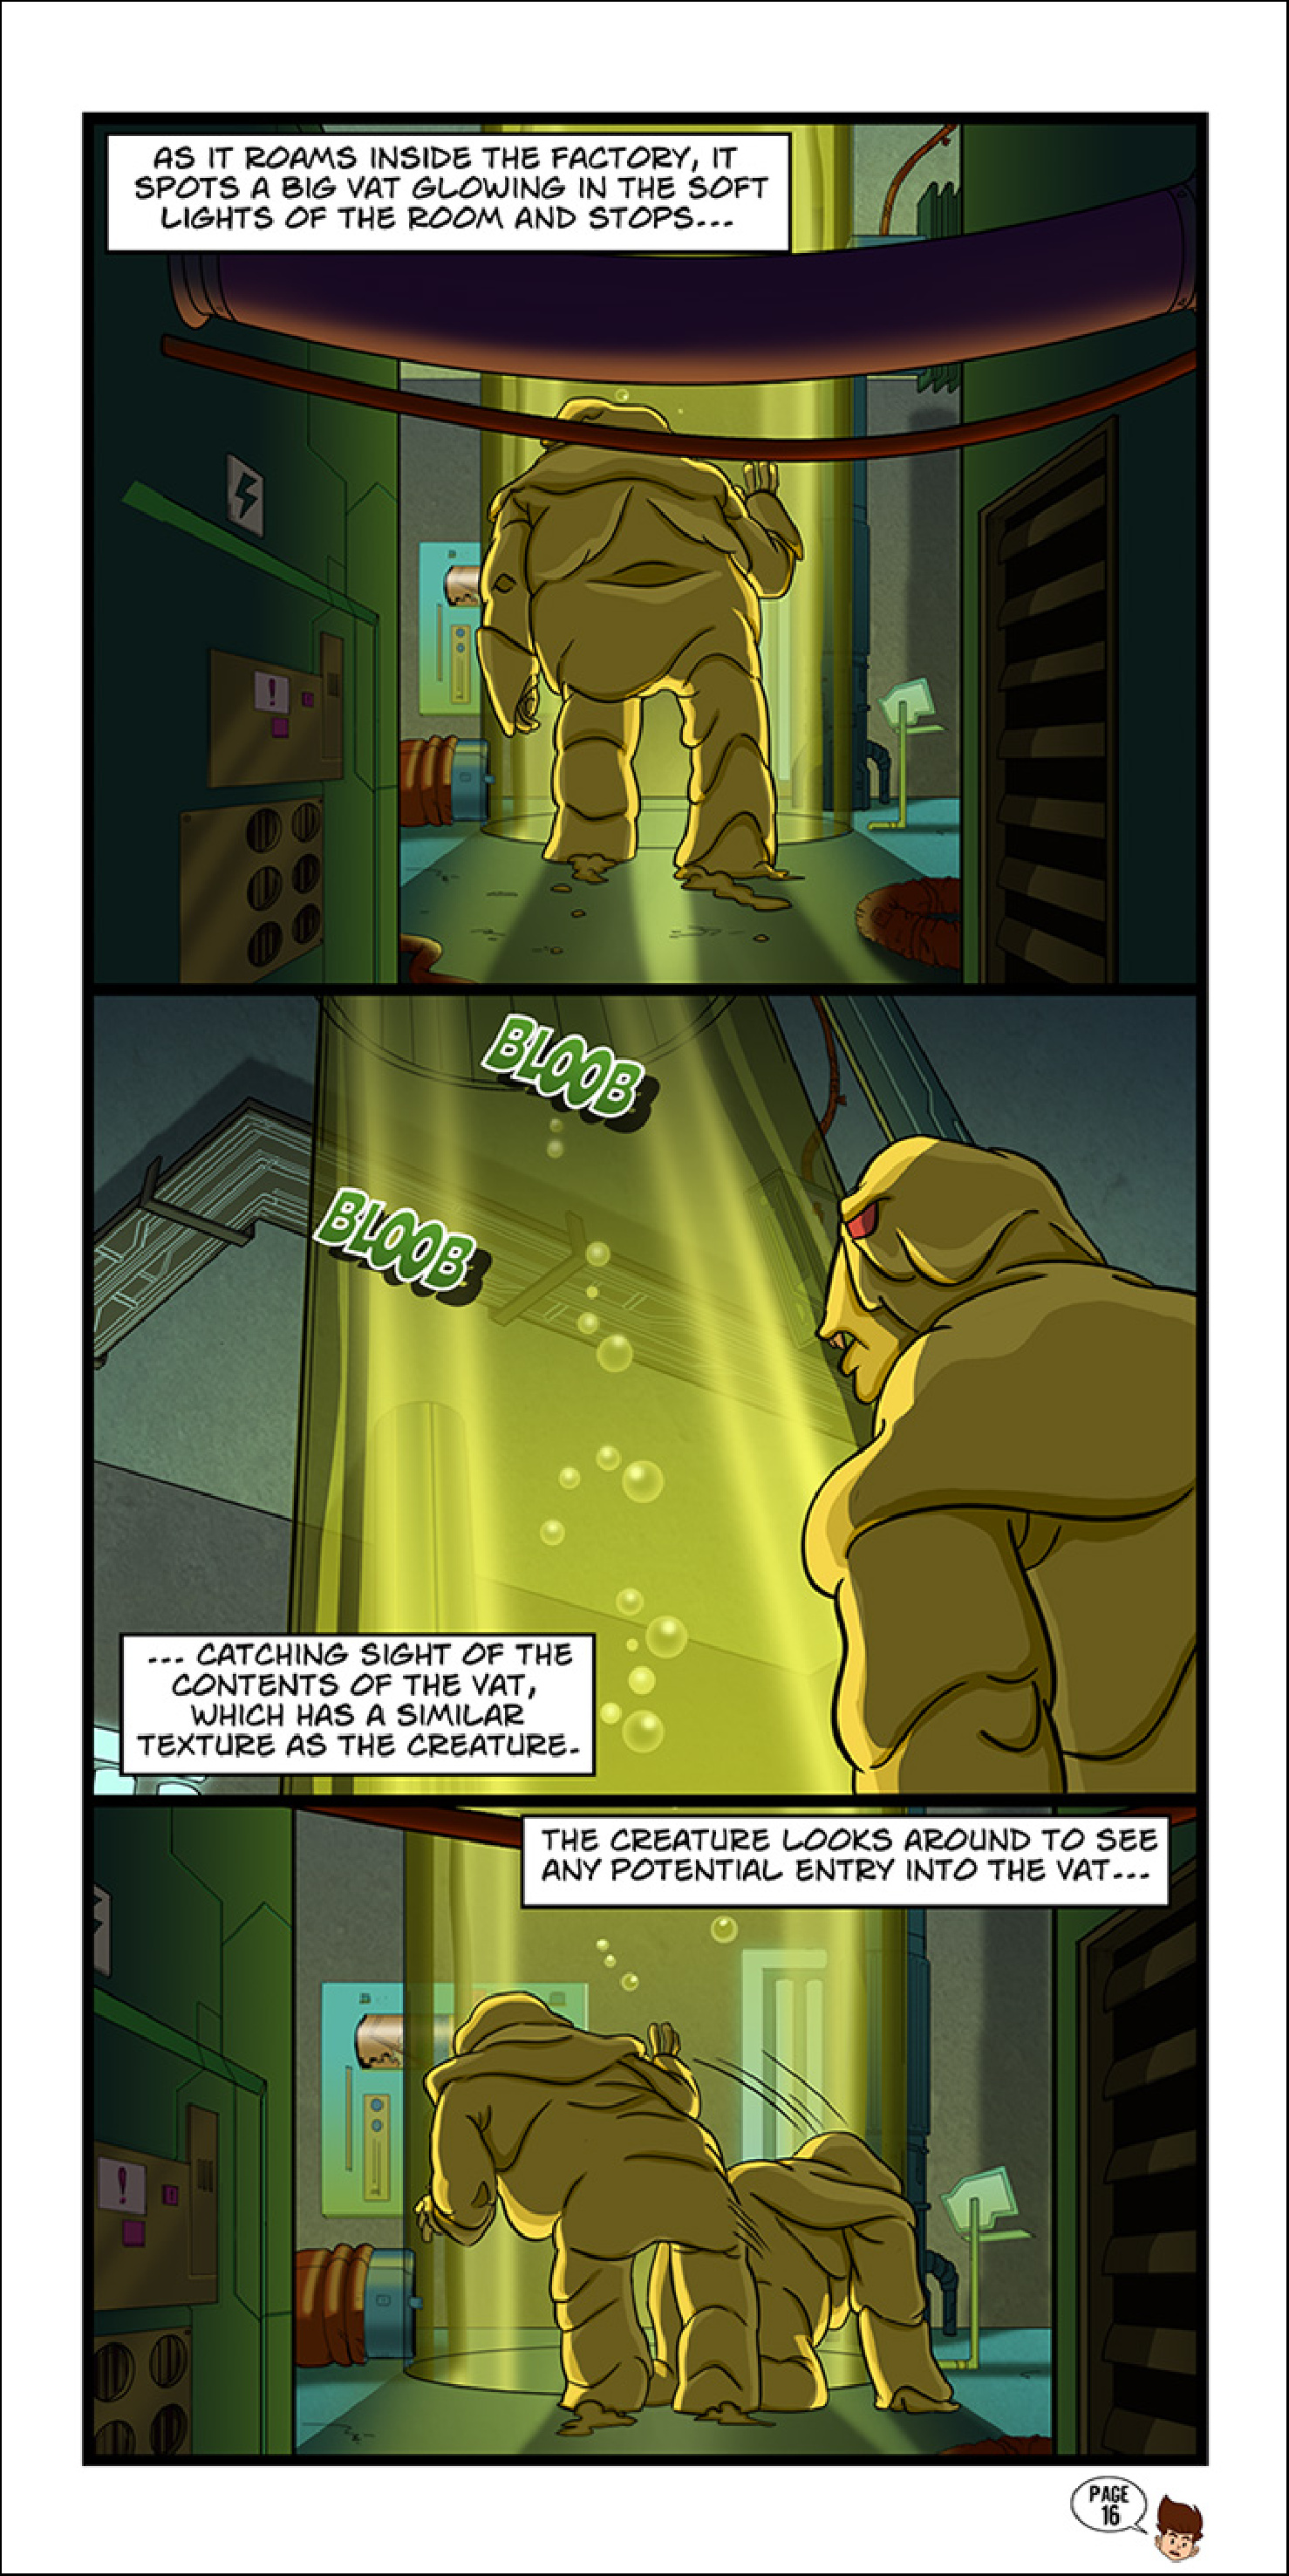 AS IT ROAMS INSIDE THE FACTORY, IT
SPOTS A BIG VAT GLOWING IN THE SOFT
LIGHTS OF THE ROOM AND STOPS...
!
BLOOB
BLOOB
... CATCHING SIGHT OF THE
CONTENTS OF THE VAT,
WHICH HAS A SIMILAR
TEXTURE AS THE CREATURE.
THE CREATURE LOOKS AROUND TO SEE
ANY POTENTIAL ENTRY INTO THE VAT...
!
PAGE
16